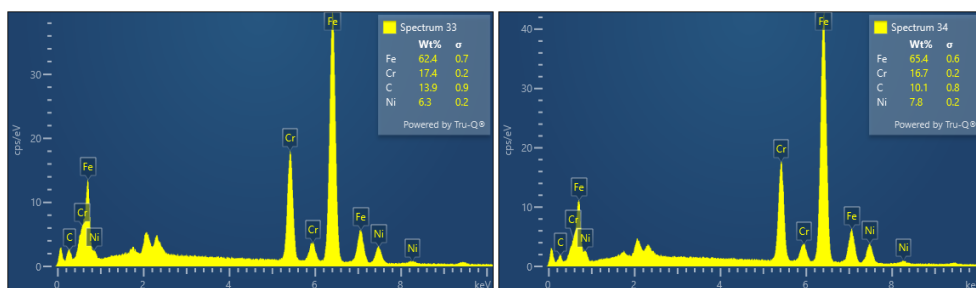 Spectrum 33
Wt% σ
Fe 62.4 0.7
Cr 17.4 0.2
C 13.9 0.9
Ni 6.3 0.2
Powered by Tru-Q®
Fe
30
cps/eV
20
Cr
Fe
10
Cr
Fe
C
Ni
Cr
Ni
Ni
0
0 2 4 6 8 keV
Spectrum 34
Wt% σ
Fe 65.4 0.6
Cr 16.7 0.2
C 10.1 0.8
Ni 7.8 0.2
Powered by Tru-Q®
40
Fe
30
cps/eV
20
Cr
Fe
10
Cr
Fe
C
Ni
Cr
Ni
Ni
0
0 2 4 6 8 keV